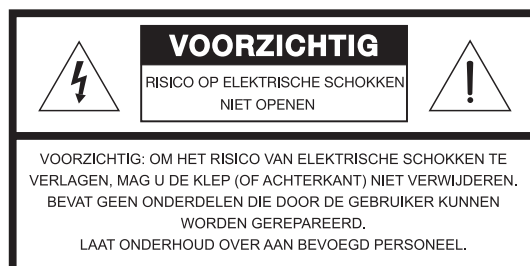 VOORZICHTIG
RISICO OP ELEKTRISCHE SCHOKKEN
NIET OPENEN
VOORZICHTIG: OM HET RISICO VAN ELEKTRISCHE SCHOKKEN TE
VERLAGEN, MAG U DE KLEP (OF ACHTERKANT) NIET VERWIJDEREN.
BEVAT GEEN ONDERDELEN DIE DOOR DE GEBRUIKER KUNNEN
WORDEN GEREPAREERD.
LAAT ONDERHOUD OVER AAN BEVOEGD PERSONEEL.